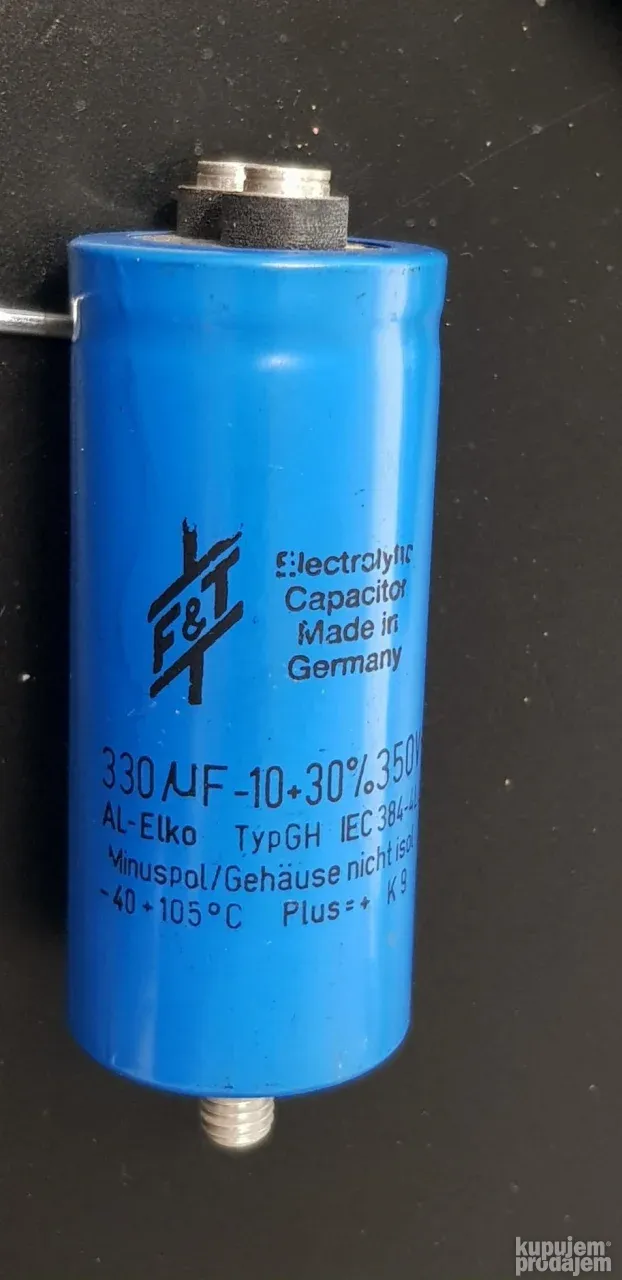 F&T
Electrolytic
Capacitor
Made in
Germany
330µF -10+30% 350V
AL-Elko TypGH IEC 384-4
Minuspol/Gehäuse nicht isol.
-40+105°C Plus=+ K9
kupujem
prodajem